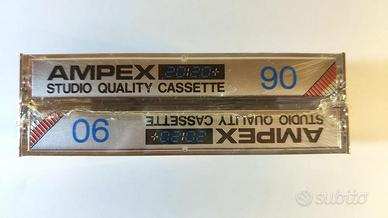 AMPEX 20:20+ 90
STUDIO QUALITY CASSETTE
AMPEX 20:20+ 90
STUDIO QUALITY CASSETTE
subito